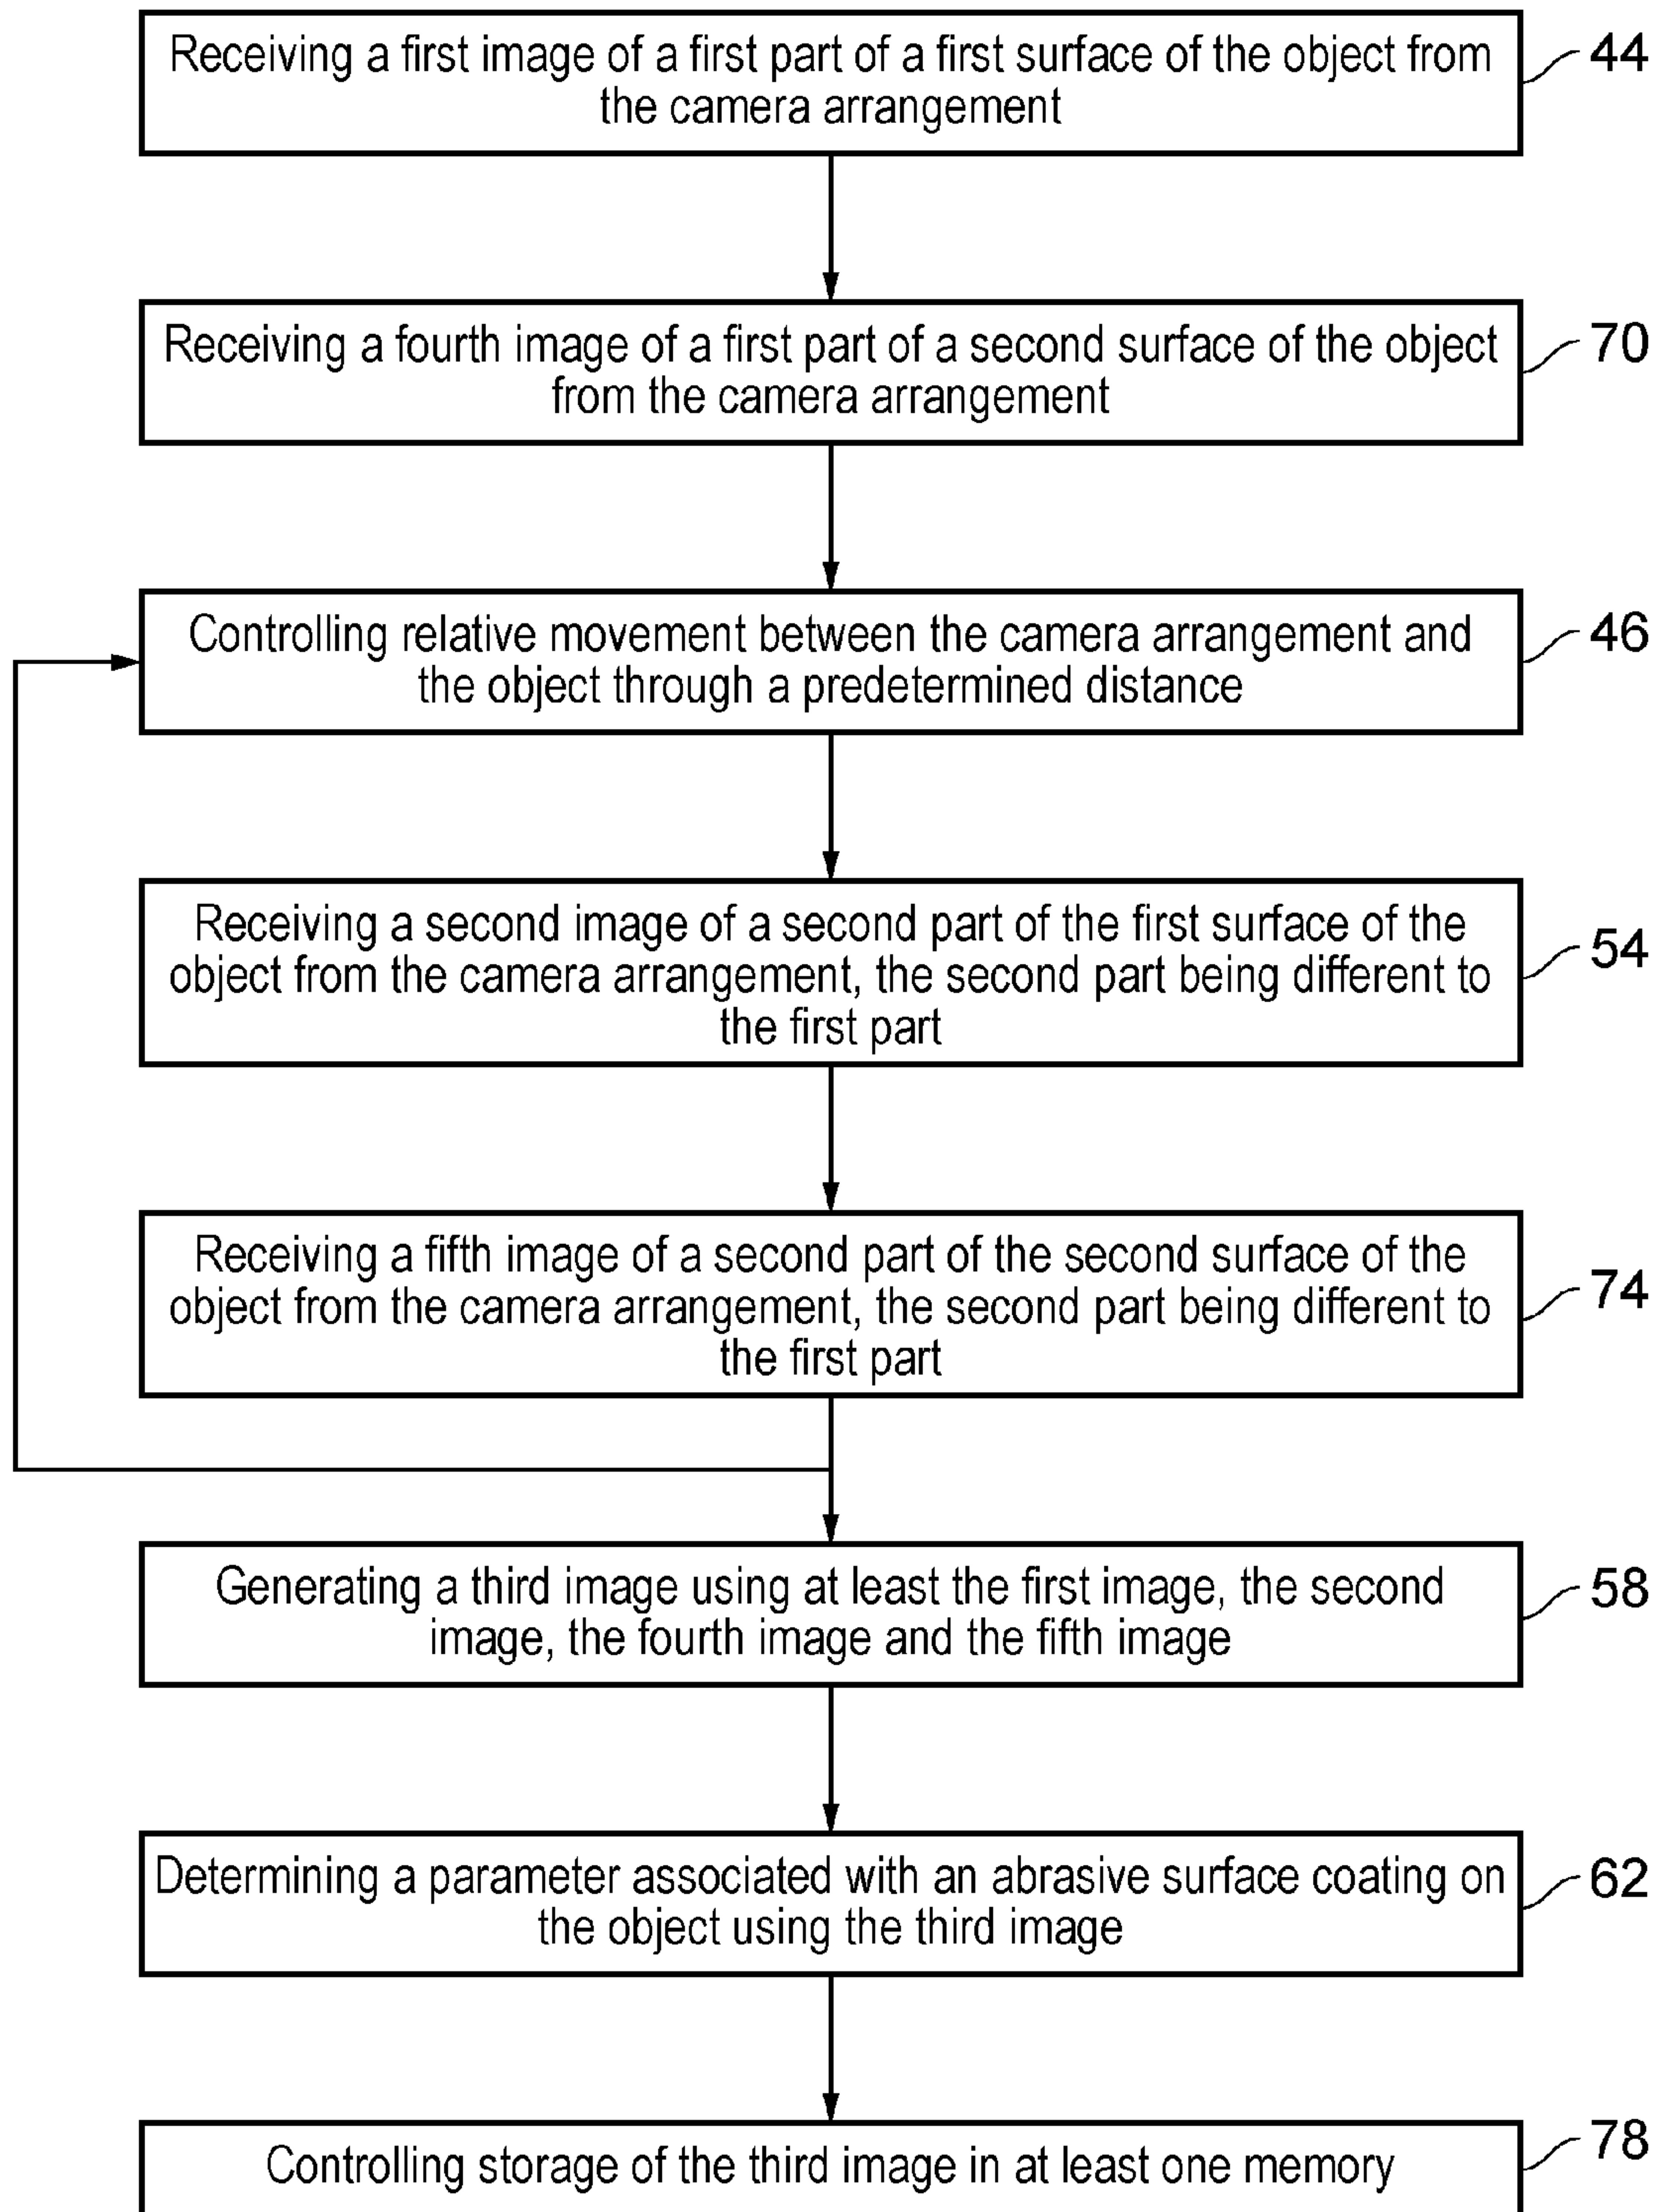 Receiving a first image of a first part of a first surface of the object from
the camera arrangement
44
Receiving a fourth image of a first part of a second surface of the object
from the camera arrangement
70
Controlling relative movement between the camera arrangement and
the object through a predetermined distance
46
Receiving a second image of a second part of the first surface of the
object from the camera arrangement, the second part being different to
the first part
54
Receiving a fifth image of a second part of the second surface of the
object from the camera arrangement, the second part being different to
the first part
74
Generating a third image using at least the first image, the second
image, the fourth image and the fifth image
58
Determining a parameter associated with an abrasive surface coating on
the object using the third image
62
Controlling storage of the third image in at least one memory
78